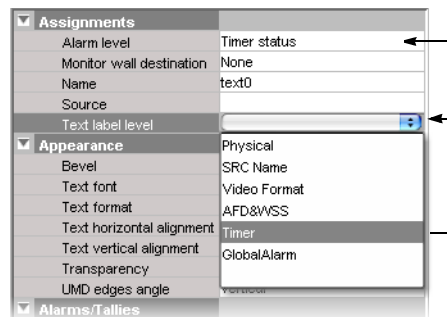 Assignments
Alarm level Timer status
Monitor wall destination None
Name text0
Source
Text label level
Appearance Physical
Bevel SRC Name
Text font Video Format
Text format AFD&WSS
Text horizontal alignment Timer
Text vertical alignment GlobalAlarm
Transparency
UMD edges angle Vertical
Alarms/Tallies